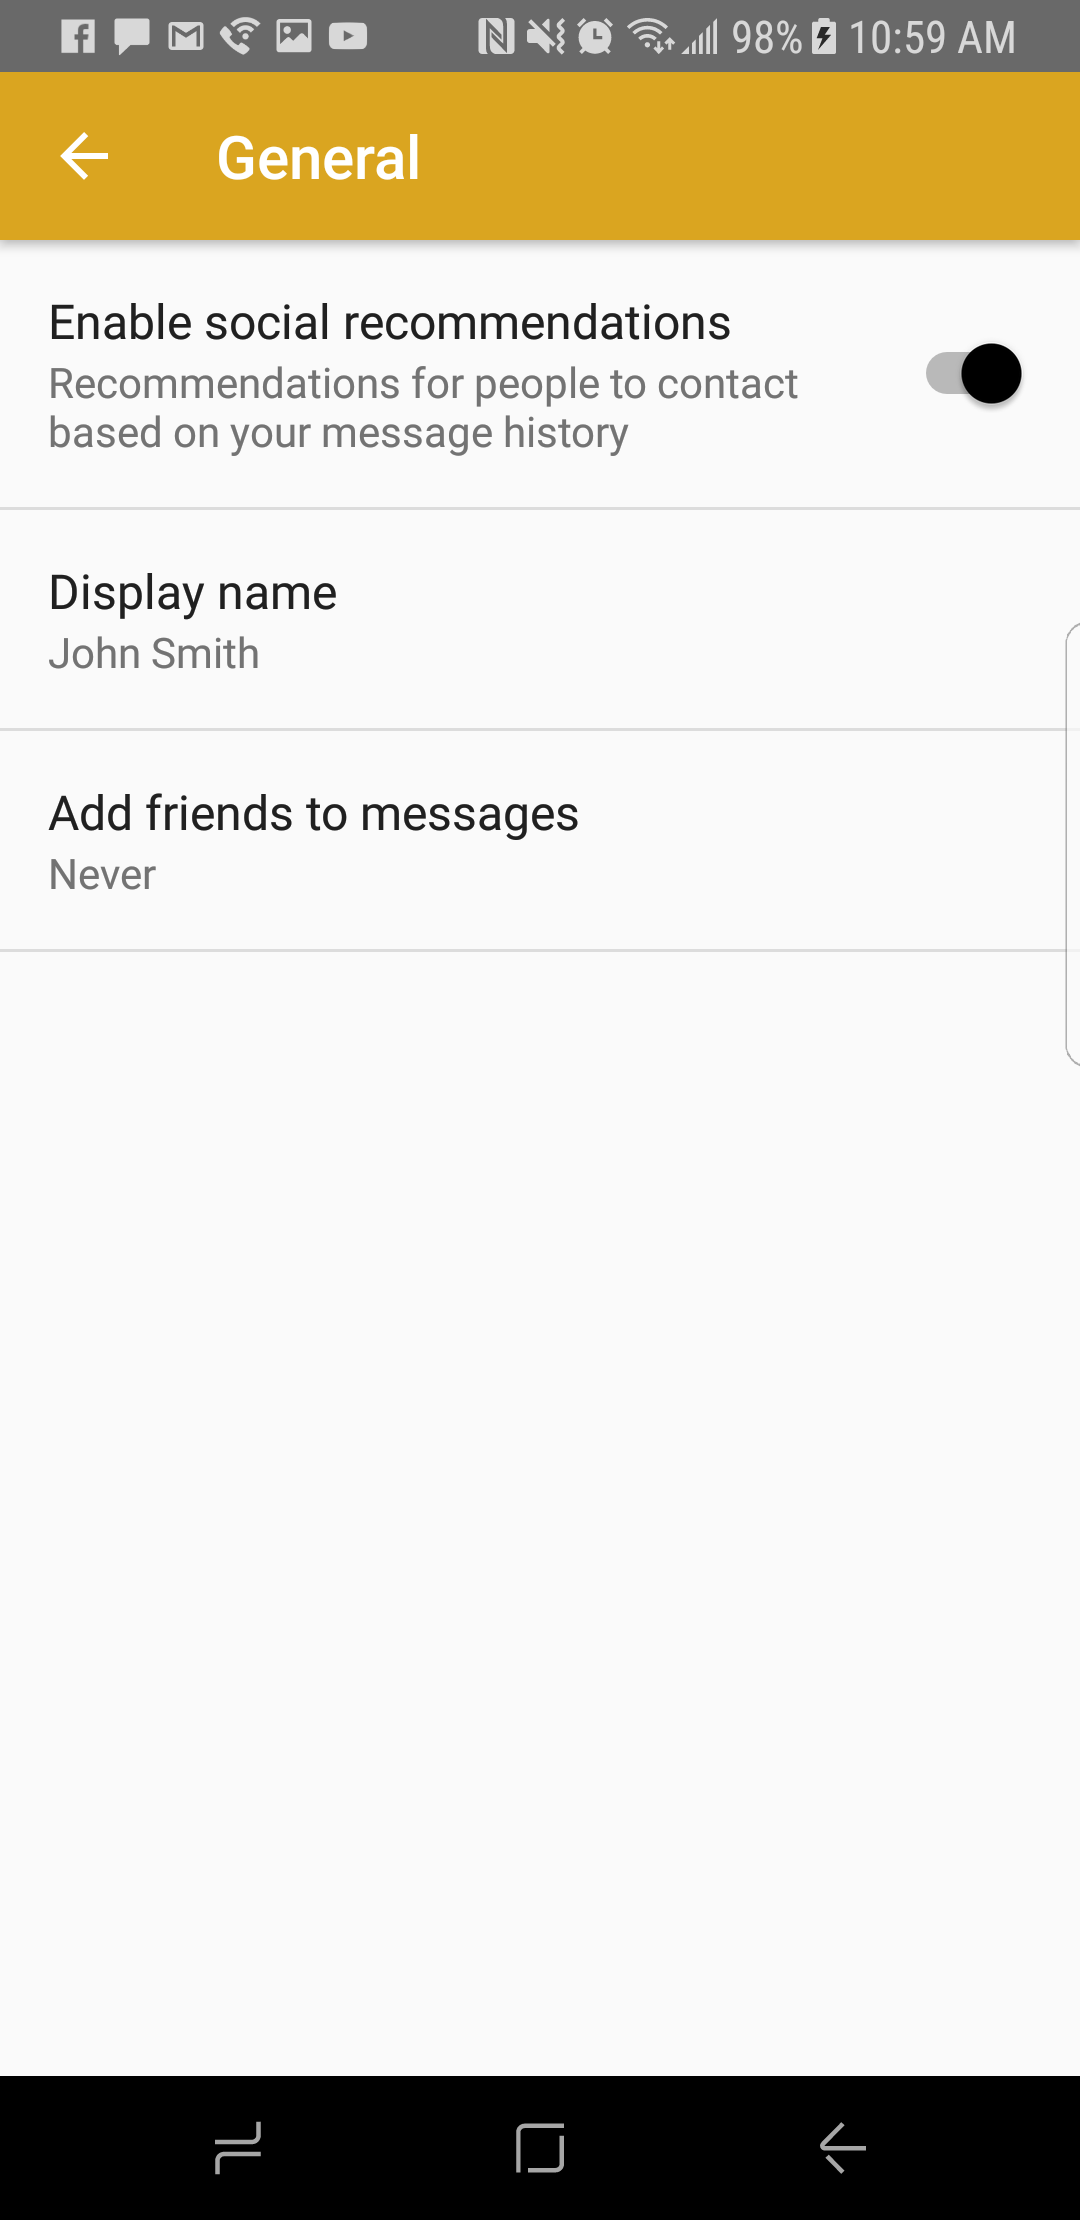 98% 10:59 AM
General
Enable social recommendations
Recommendations for people to contact
based on your message history
Display name
John Smith
Add friends to messages
Never